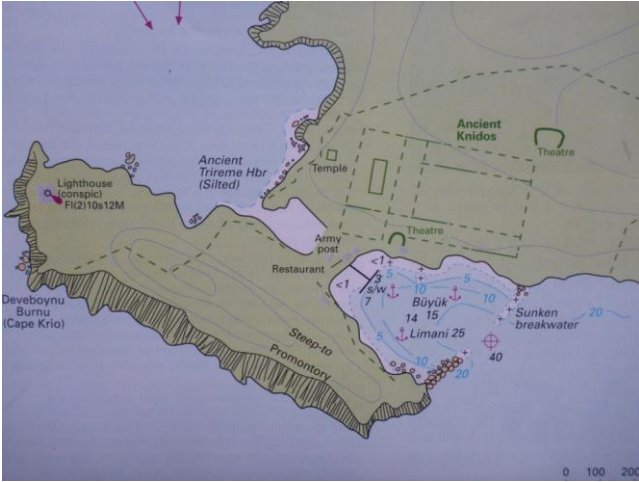 Ancient
Knidos
Theatre
Ancient
Trireme Hbr
(Silted)
Temple
Lighthouse
(conspic)
Fl(2)10s12M
Theatre
Army
post
Restaurant
<1
<1
3
s/w
7
5
10
5
Büyük
14
15
5
Limani 25
10
20
40
Sunken
breakwater
20
Deveboynu
Burnu
(Cape Krio)
Steep-to
Promontory
0 100 200